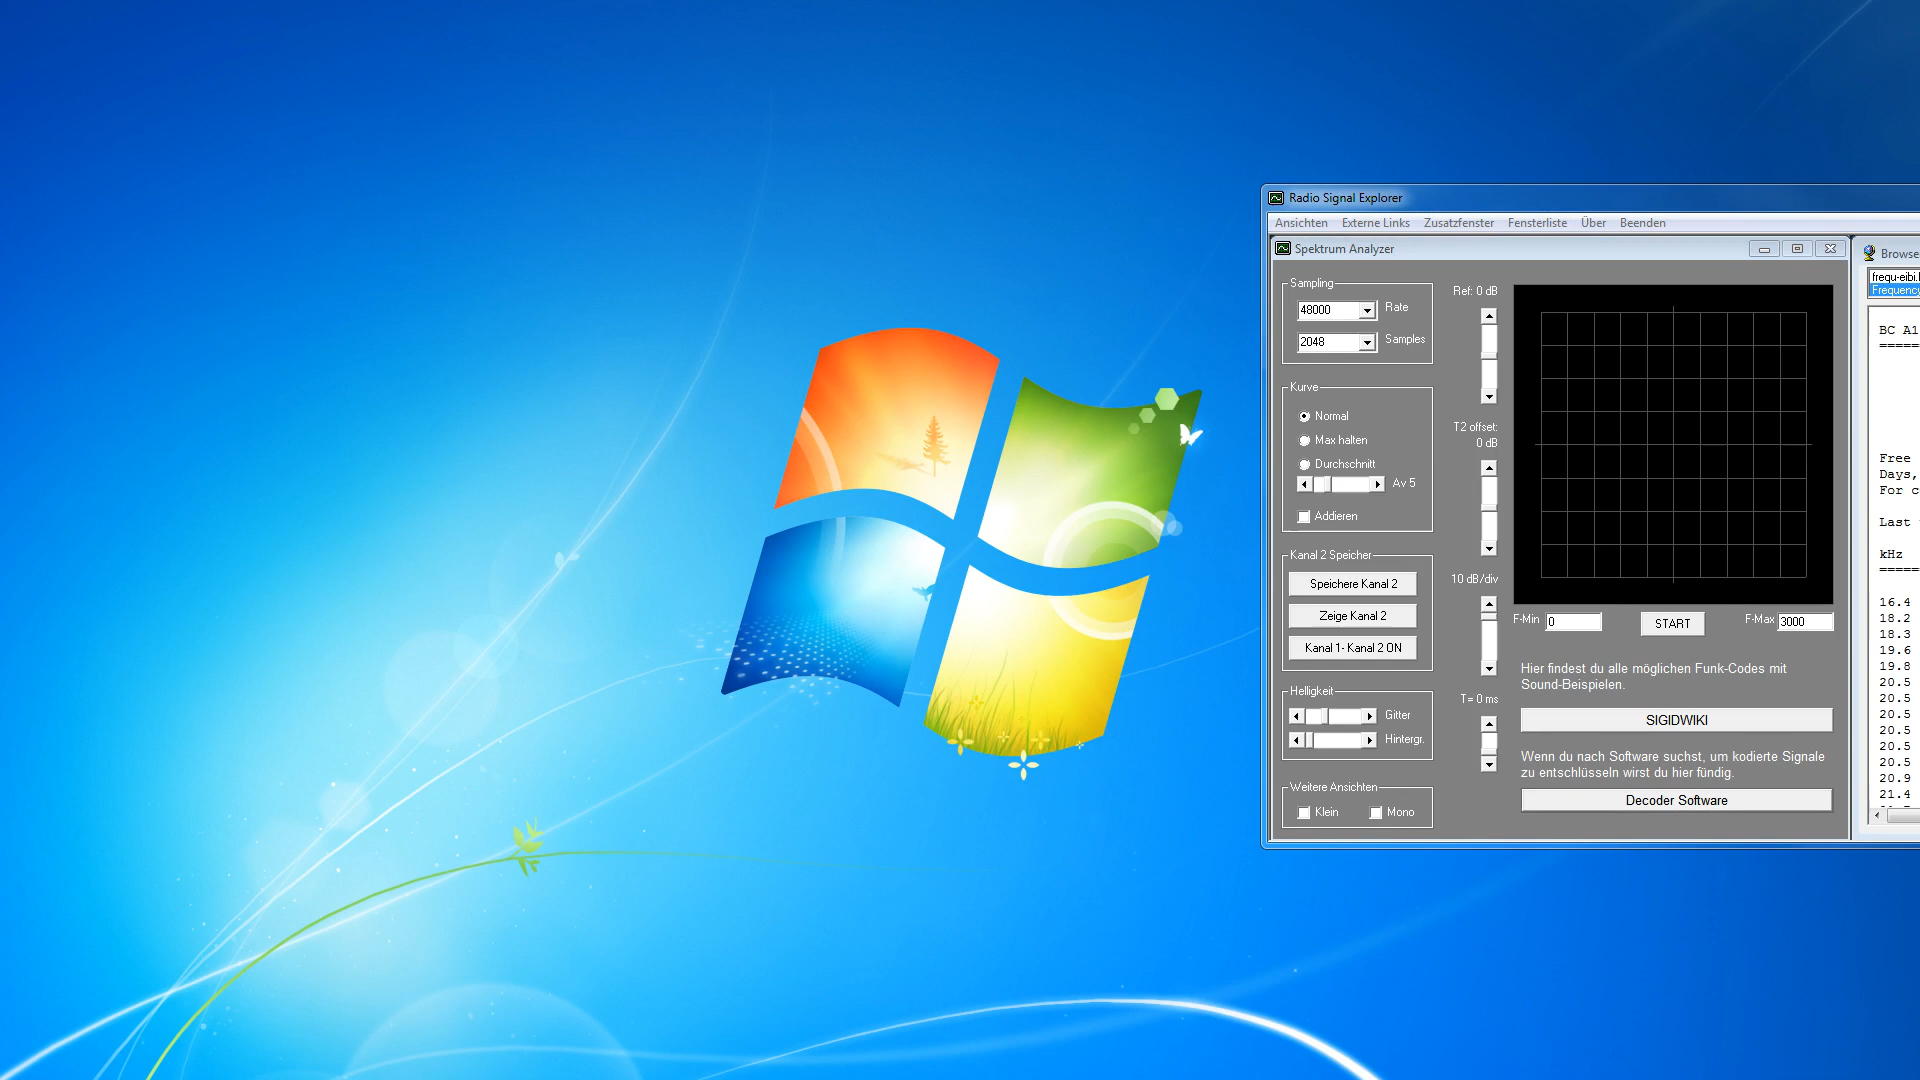 Radio Signal Explorer
Ansichten Externe Links Zusatzfenster Fensterliste Über Beenden
Spektrum Analyzer
Sampling
48000 Rate
2048 Samples
Kurve
Normal
Max halten
Durchschnitt
Av 5
Addieren
Kanal 2 Speicher
Speichere Kanal 2
Zeige Kanal 2
Kanal 1- Kanal 2 ON
Helligkeit
Gitter
Hintergr.
Weitere Ansichten
Klein Mono
Ref: 0 dB
T2 offset:
0 dB
10 dB/div
T= 0 ms
F-Min 0 START F-Max 3000
Hier findest du alle möglichen Funk-Codes mit
Sound-Beispielen.
SIGIDWIKI
Wenn du nach Software suchst, um kodierte Signale
zu entschlüsseln wirst du hier fündig.
Decoder Software
Browse
frequ-eibi.
Frequency
BC A1
=====
Free
Days,
For c
Last
kHz
=====
16.4
18.2
18.3
19.6
19.8
20.5
20.5
20.5
20.5
20.5
20.5
20.9
21.4